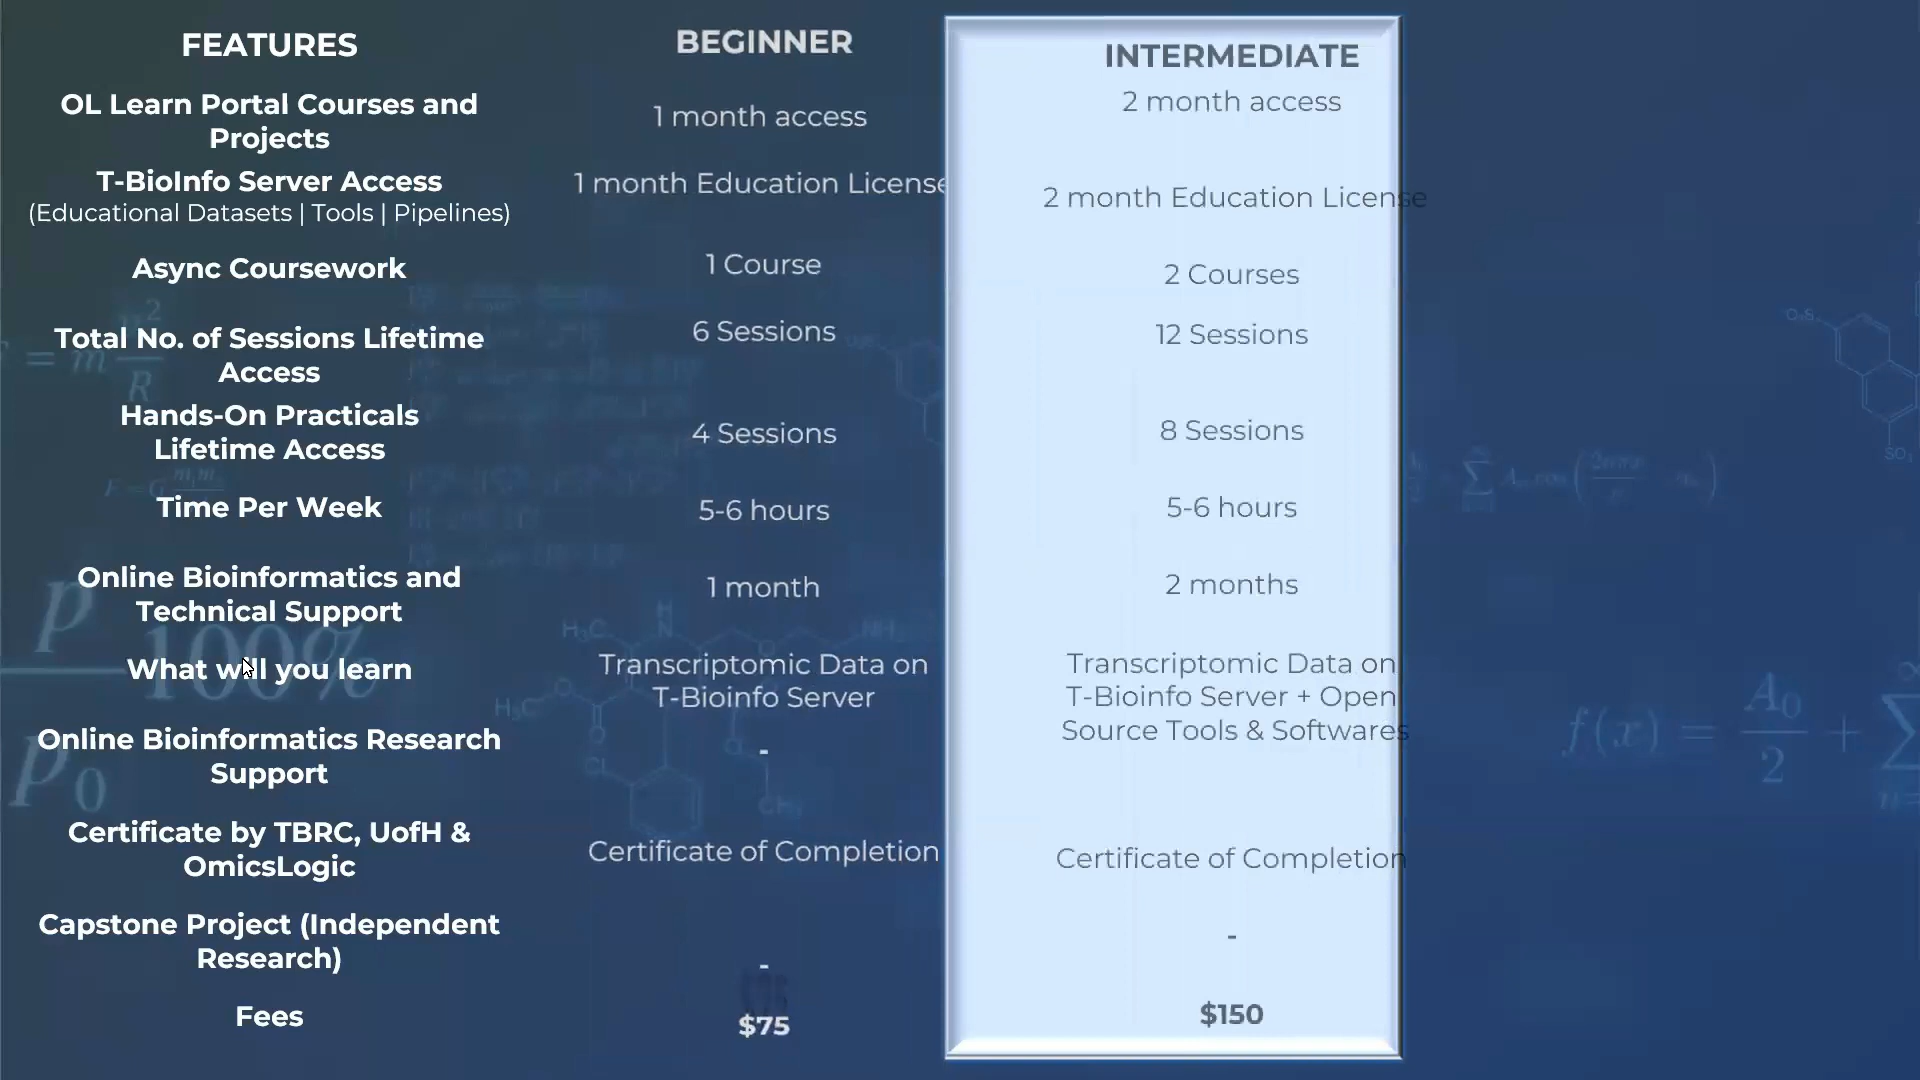 FEATURES
BEGINNER
INTERMEDIATE
OL Learn Portal Courses and
Projects
1 month access
2 month access
T-BioInfo Server Access
(Educational Datasets | Tools | Pipelines)
1 month Education License
2 month Education License
Async Coursework
1 Course
2 Courses
Total No. of Sessions Lifetime
Access
6 Sessions
12 Sessions
Hands-On Practicals
Lifetime Access
4 Sessions
8 Sessions
Time Per Week
5-6 hours
5-6 hours
Online Bioinformatics and
Technical Support
1 month
2 months
What will you learn
Transcriptomic Data on
T-Bioinfo Server
Transcriptomic Data on
T-Bioinfo Server + Open
Source Tools & Softwares
Online Bioinformatics Research
Support
-
Certificate by TBRC, UofH &
OmicsLogic
Certificate of Completion
Certificate of Completion
Capstone Project (Independent
Research)
-
-
Fees
$75
$150